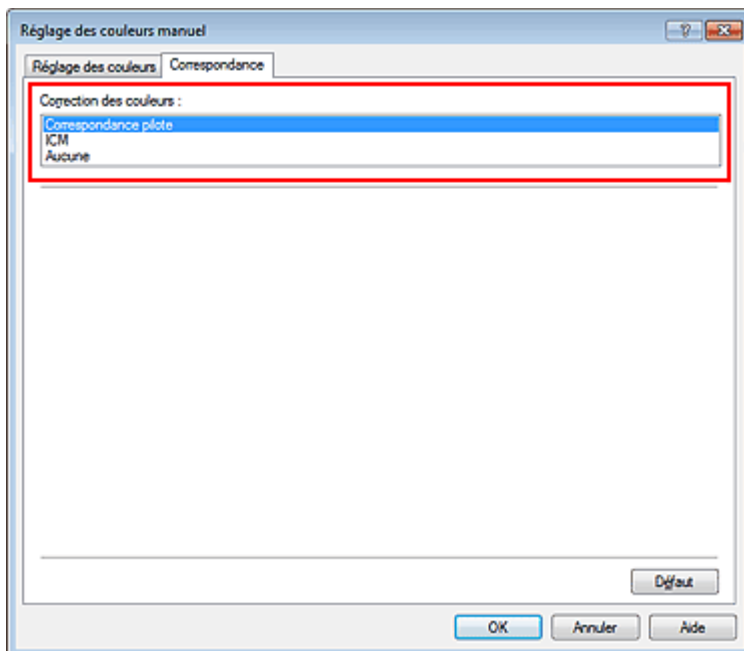 Réglage des couleurs manuel
Réglage des couleurs
Correspondance
Correction des couleurs :
Correspondance pilote
ICM
Aucune
Défaut
OK
Annuler
Aide